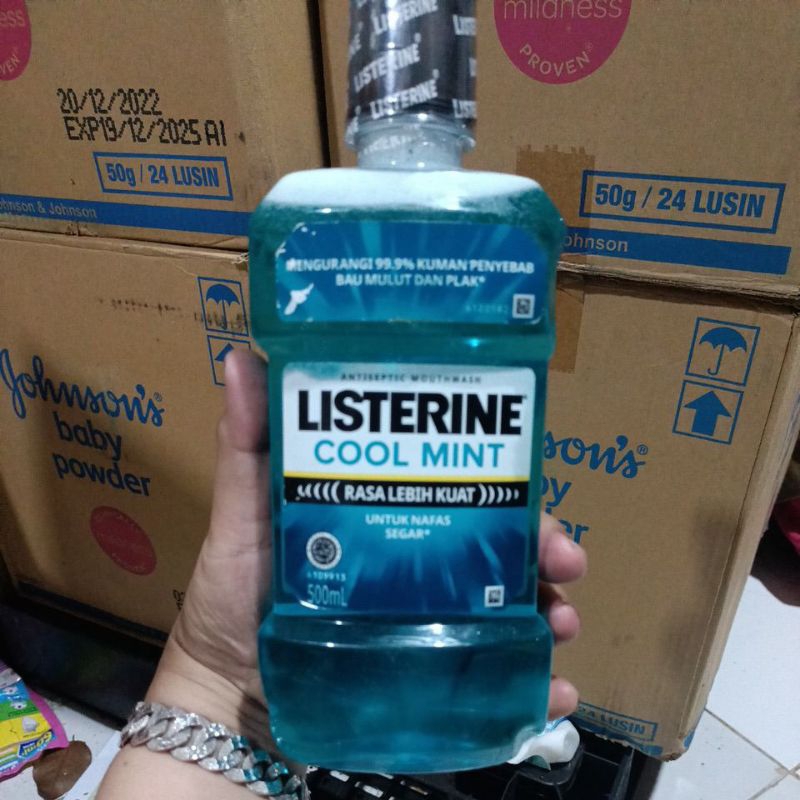 mildness
PROVEN®
20/12/2022
EXP19/12/2025 A1
50g / 24 LUSIN
Johnson & Johnson
50g / 24 LUSIN
Johnson
LISTERINE®
LISTERINE
MENGURANGI 99.9% KUMAN PENYEBAB
BAU MULUT DAN PLAK*
ANTISEPTIC MOUTHWASH
LISTERINE®
COOL MINT
RASA LEBIH KUAT
UNTUK NAFAS
SEGAR*
500mL
Johnson's
baby
powder
24 LUSIN